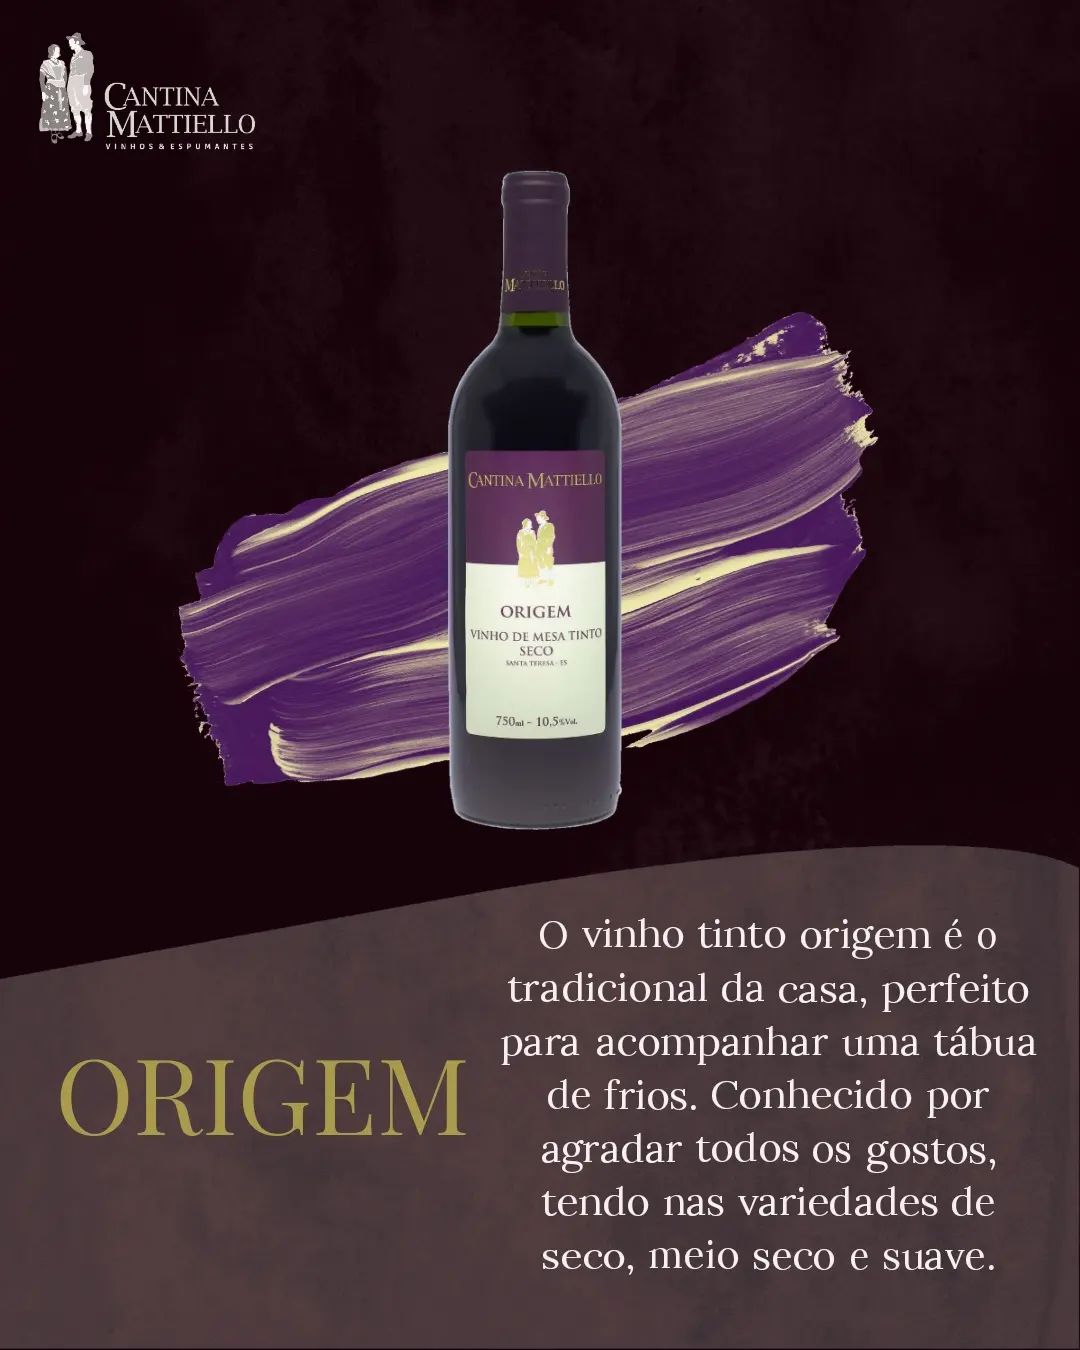 CANTINA
MATTIELLO
VINHOS & ESPUMANTES
MATTIELLO
CANTINA MATTIELLO
ORIGEM
VINHO DE MESA TINTO
SECO
SANTA TERESA - ES
750ml - 10,5%Vol.
ORIGEM
O vinho tinto origem é o
tradicional da casa, perfeito
para acompanhar uma tábua
de frios. Conhecido por
agradar todos os gostos,
tendo nas variedades de
seco, meio seco e suave.